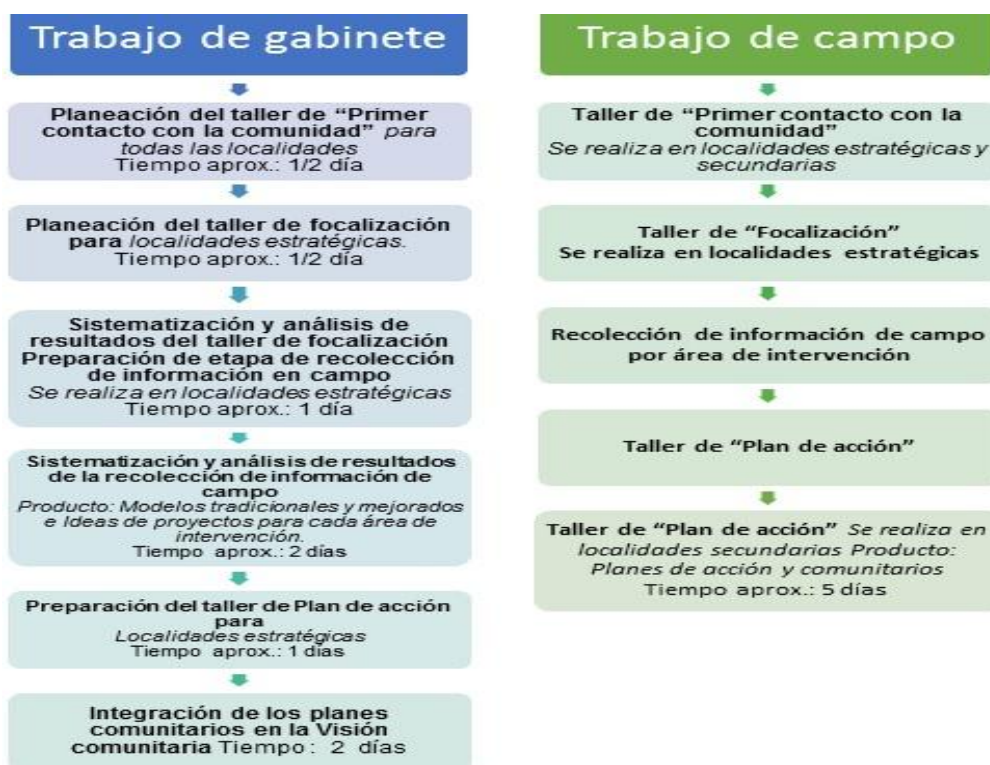 Trabajo de gabinete
Planeación del taller de “Primer
contacto con la comunidad” para
todas las localidades
Tiempo aprox.: 1/2 día
Planeación del taller de focalización
para localidades estratégicas.
Tiempo aprox.: 1/2 día
Sistematización y análisis de
resultados del taller de focalización
Preparación de etapa de recolección
de información en campo
Se realiza en localidades estratégicas
Tiempo aprox.: 1 día
Sistematización y análisis de resultados
de la recolección de información de
campo
Producto: Modelos tradicionales y mejorados
e Ideas de proyectos para cada área de
intervención.
Tiempo aprox.: 2 días
Preparación del taller de Plan de acción
para
Localidades estratégicas
Tiempo aprox.: 1 días
Integración de los planes
comunitarios en la Visión
comunitaria Tiempo: 2 días
Trabajo de campo
Taller de “Primer contacto con la
comunidad”
Se realiza en localidades estratégicas y
secundarias
Taller de “Focalización”
Se realiza en localidades estratégicas
Recolección de información de campo
por área de intervención
Taller de “Plan de acción”
Taller de “Plan de acción” Se realiza en
localidades secundarias Producto:
Planes de acción y comunitarios
Tiempo aprox.: 5 días